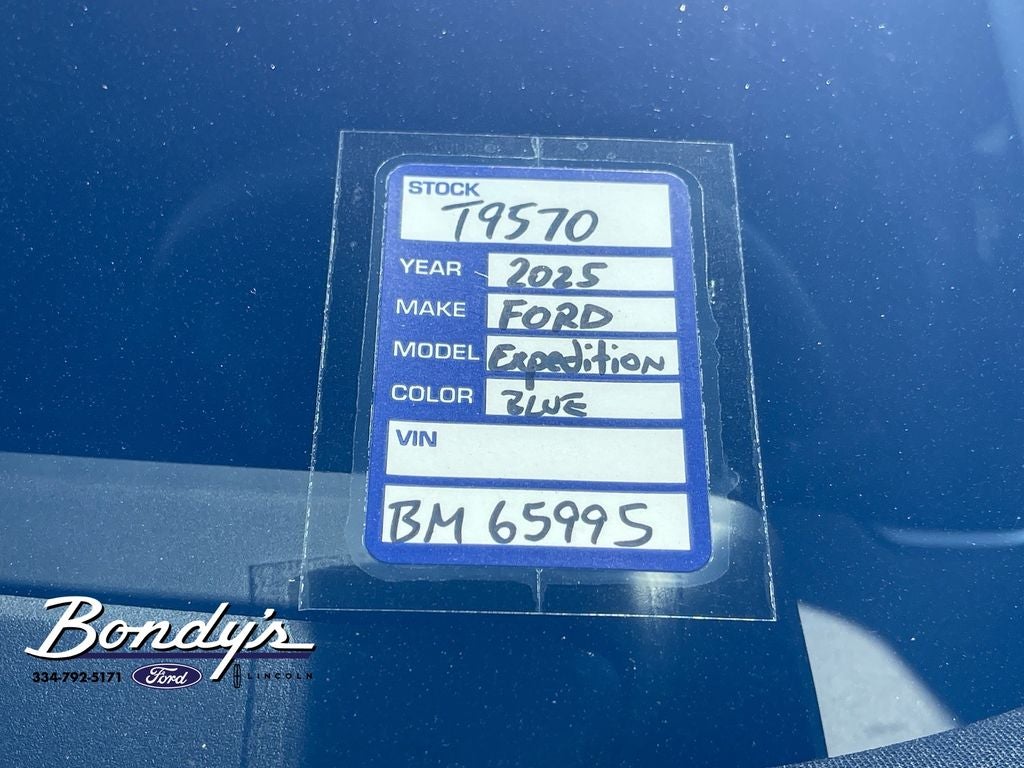 STOCK
T9570
YEAR 2025
MAKE FORD
MODEL Expedition
COLOR BLUE
VIN
BM 65995
Bondy's
334-792-5171 Ford LINCOLN